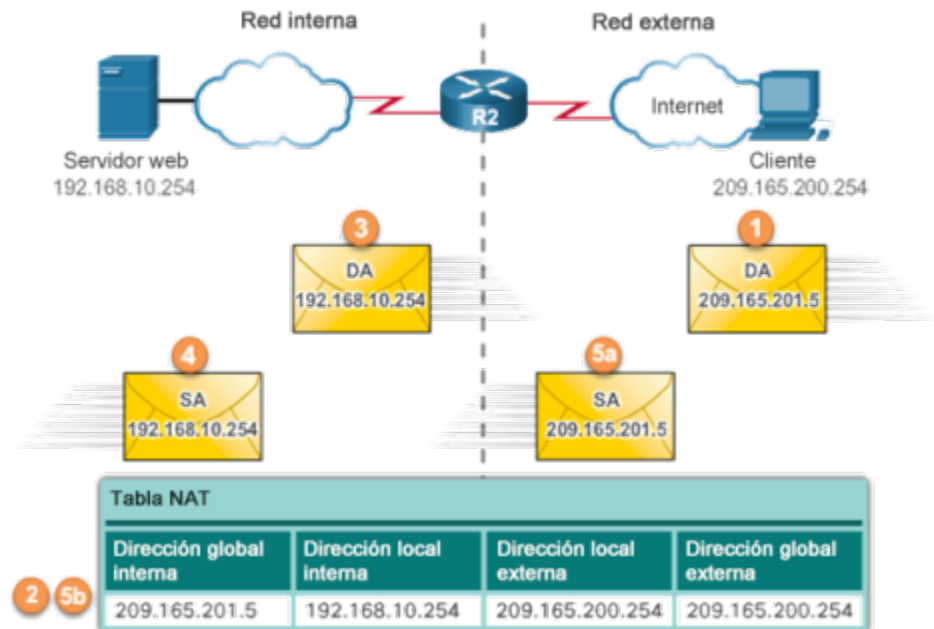 Red interna
Red externa
R2
Internet
Servidor web
192.168.10.254
Cliente
209.165.200.254
3
DA
192.168.10.254
1
DA
209.165.201.5
4
SA
192.168.10.254
5a
SA
209.165.201.5
Tabla NAT
Dirección global interna
Dirección local interna
Dirección local externa
Dirección global externa
2
5b
209.165.201.5
192.168.10.254
209.165.200.254
209.165.200.254